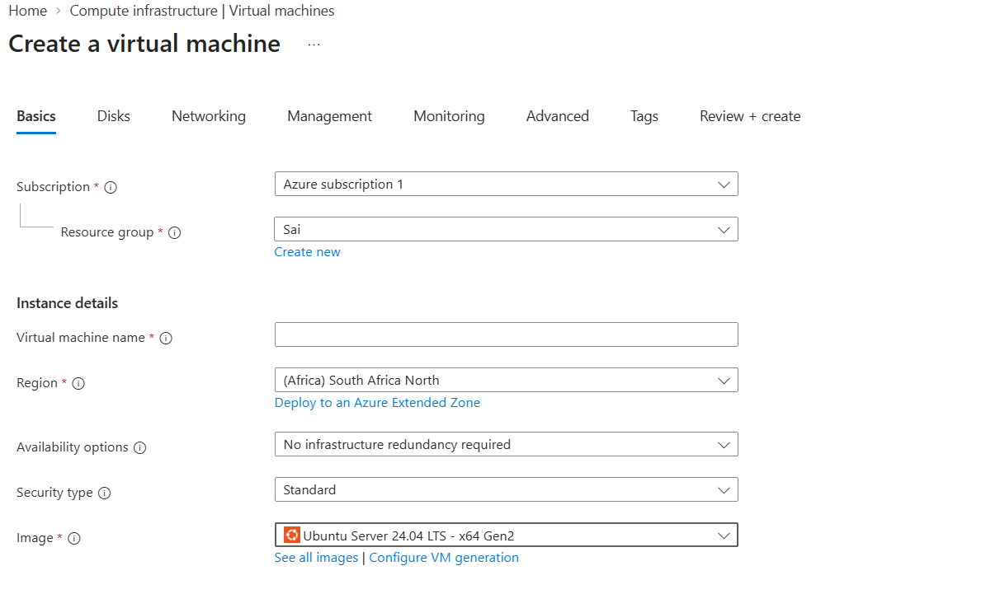 Home > Compute infrastructure | Virtual machines
Create a virtual machine ...
Basics Disks Networking Management Monitoring Advanced Tags Review + create
Subscription * Azure subscription 1
Resource group * Sai
Create new
Instance details
Virtual machine name *
Region * (Africa) South Africa North
Deploy to an Azure Extended Zone
Availability options No infrastructure redundancy required
Security type Standard
Image * Ubuntu Server 24.04 LTS - x64 Gen2
See all images | Configure VM generation